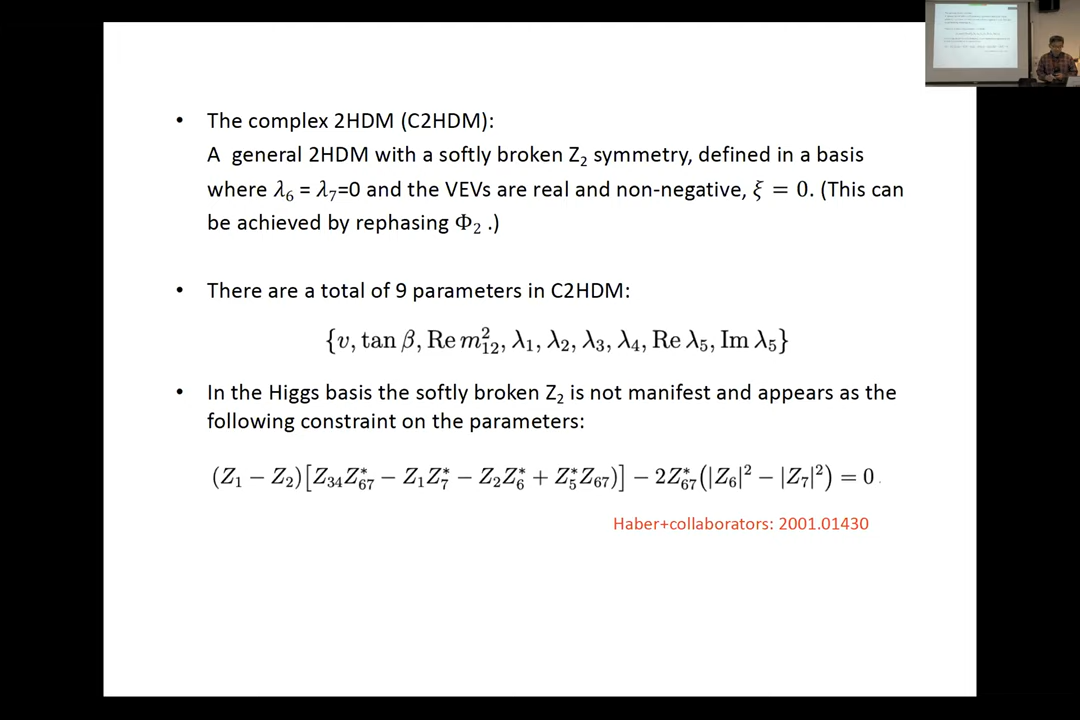 • The complex 2HDM (C2HDM):
A general 2HDM with a softly broken Z₂ symmetry, defined in a basis
where λ₆ = λ₇=0 and the VEVs are real and non-negative, ξ = 0. (This can
be achieved by rephasing Φ₂ .)
• There are a total of 9 parameters in C2HDM:
{v, tan β, Re m²₁₂, λ₁, λ₂, λ₃, λ₄, Re λ₅, Im λ₅}
• In the Higgs basis the softly broken Z₂ is not manifest and appears as the
following constraint on the parameters:
(Z₁ − Z₂)[Z₃₄Z*₆₇ − Z₁Z*₇ − Z₂Z*₆ + Z*₅Z₆₇)] − 2Z*₆₇(|Z₆|² − |Z₇|²) = 0 .
Haber+collaborators: 2001.01430